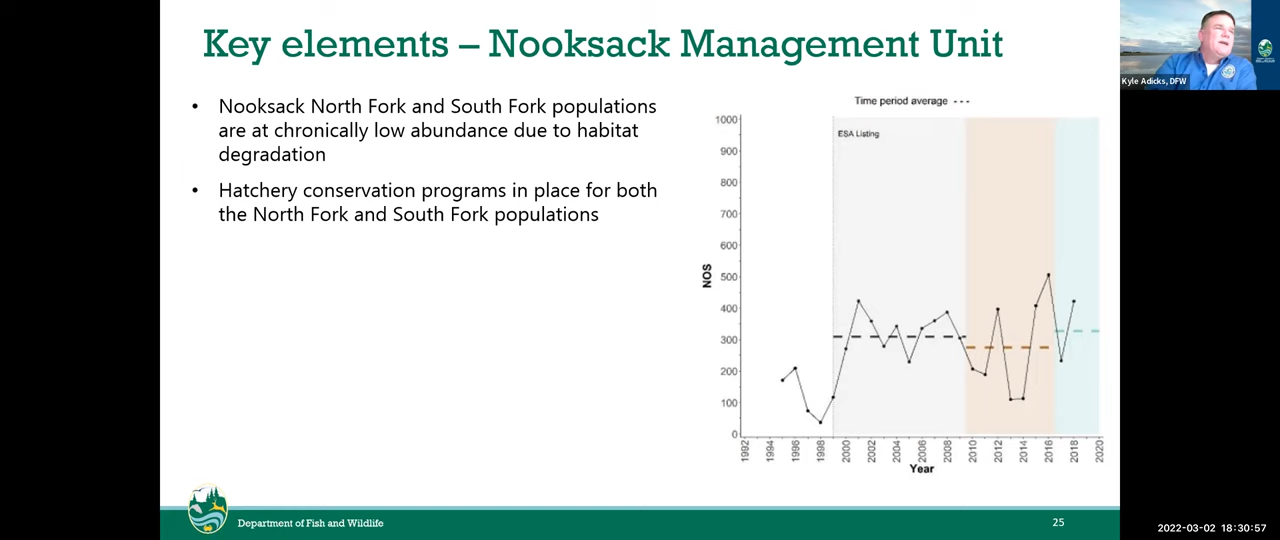 Key elements – Nooksack Management Unit
• Nooksack North Fork and South Fork populations
are at chronically low abundance due to habitat
degradation
• Hatchery conservation programs in place for both
the North Fork and South Fork populations
Time period average - - -
ESA Listing
1000
900
800
700
600
500
400
300
200
100
0
NOS
1992
1994
1996
1998
2000
2002
2004
2006
2008
2010
2012
2014
2016
2018
2020
Year
Kyle Adicks, DFW
Department of Fish and Wildlife
25
2022-03-02 18:30:57